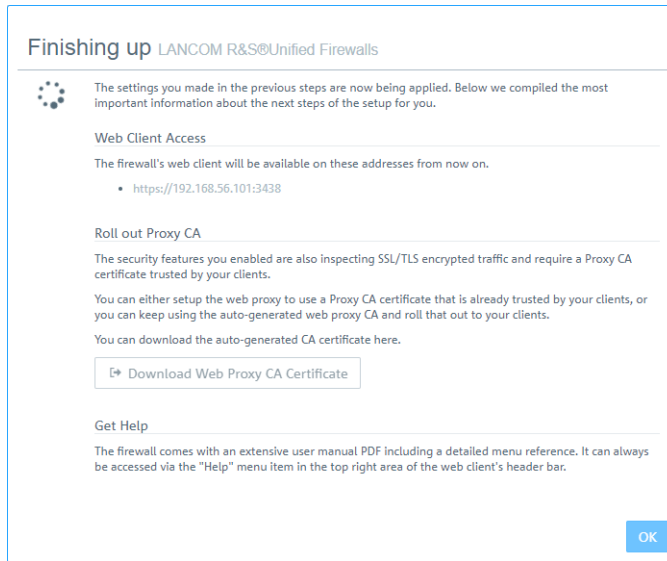 Finishing up LANCOM R&S®Unified Firewalls
The settings you made in the previous steps are now being applied. Below we compiled the most
important information about the next steps of the setup for you.
Web Client Access
The firewall's web client will be available on these addresses from now on.
• https://192.168.56.101:3438
Roll out Proxy CA
The security features you enabled are also inspecting SSL/TLS encrypted traffic and require a Proxy CA
certificate trusted by your clients.
You can either setup the web proxy to use a Proxy CA certificate that is already trusted by your clients, or
you can keep using the auto-generated web proxy CA and roll that out to your clients.
You can download the auto-generated CA certificate here.
Download Web Proxy CA Certificate
Get Help
The firewall comes with an extensive user manual PDF including a detailed menu reference. It can always
be accessed via the "Help" menu item in the top right area of the web client's header bar.
OK